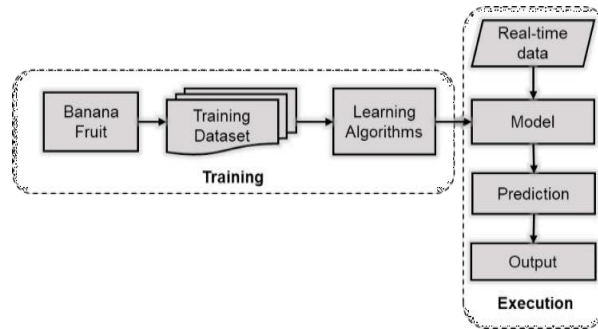 Banana
Fruit
Training
Dataset
Learning
Algorithms
Training
Real-time
data
Model
Prediction
Output
Execution